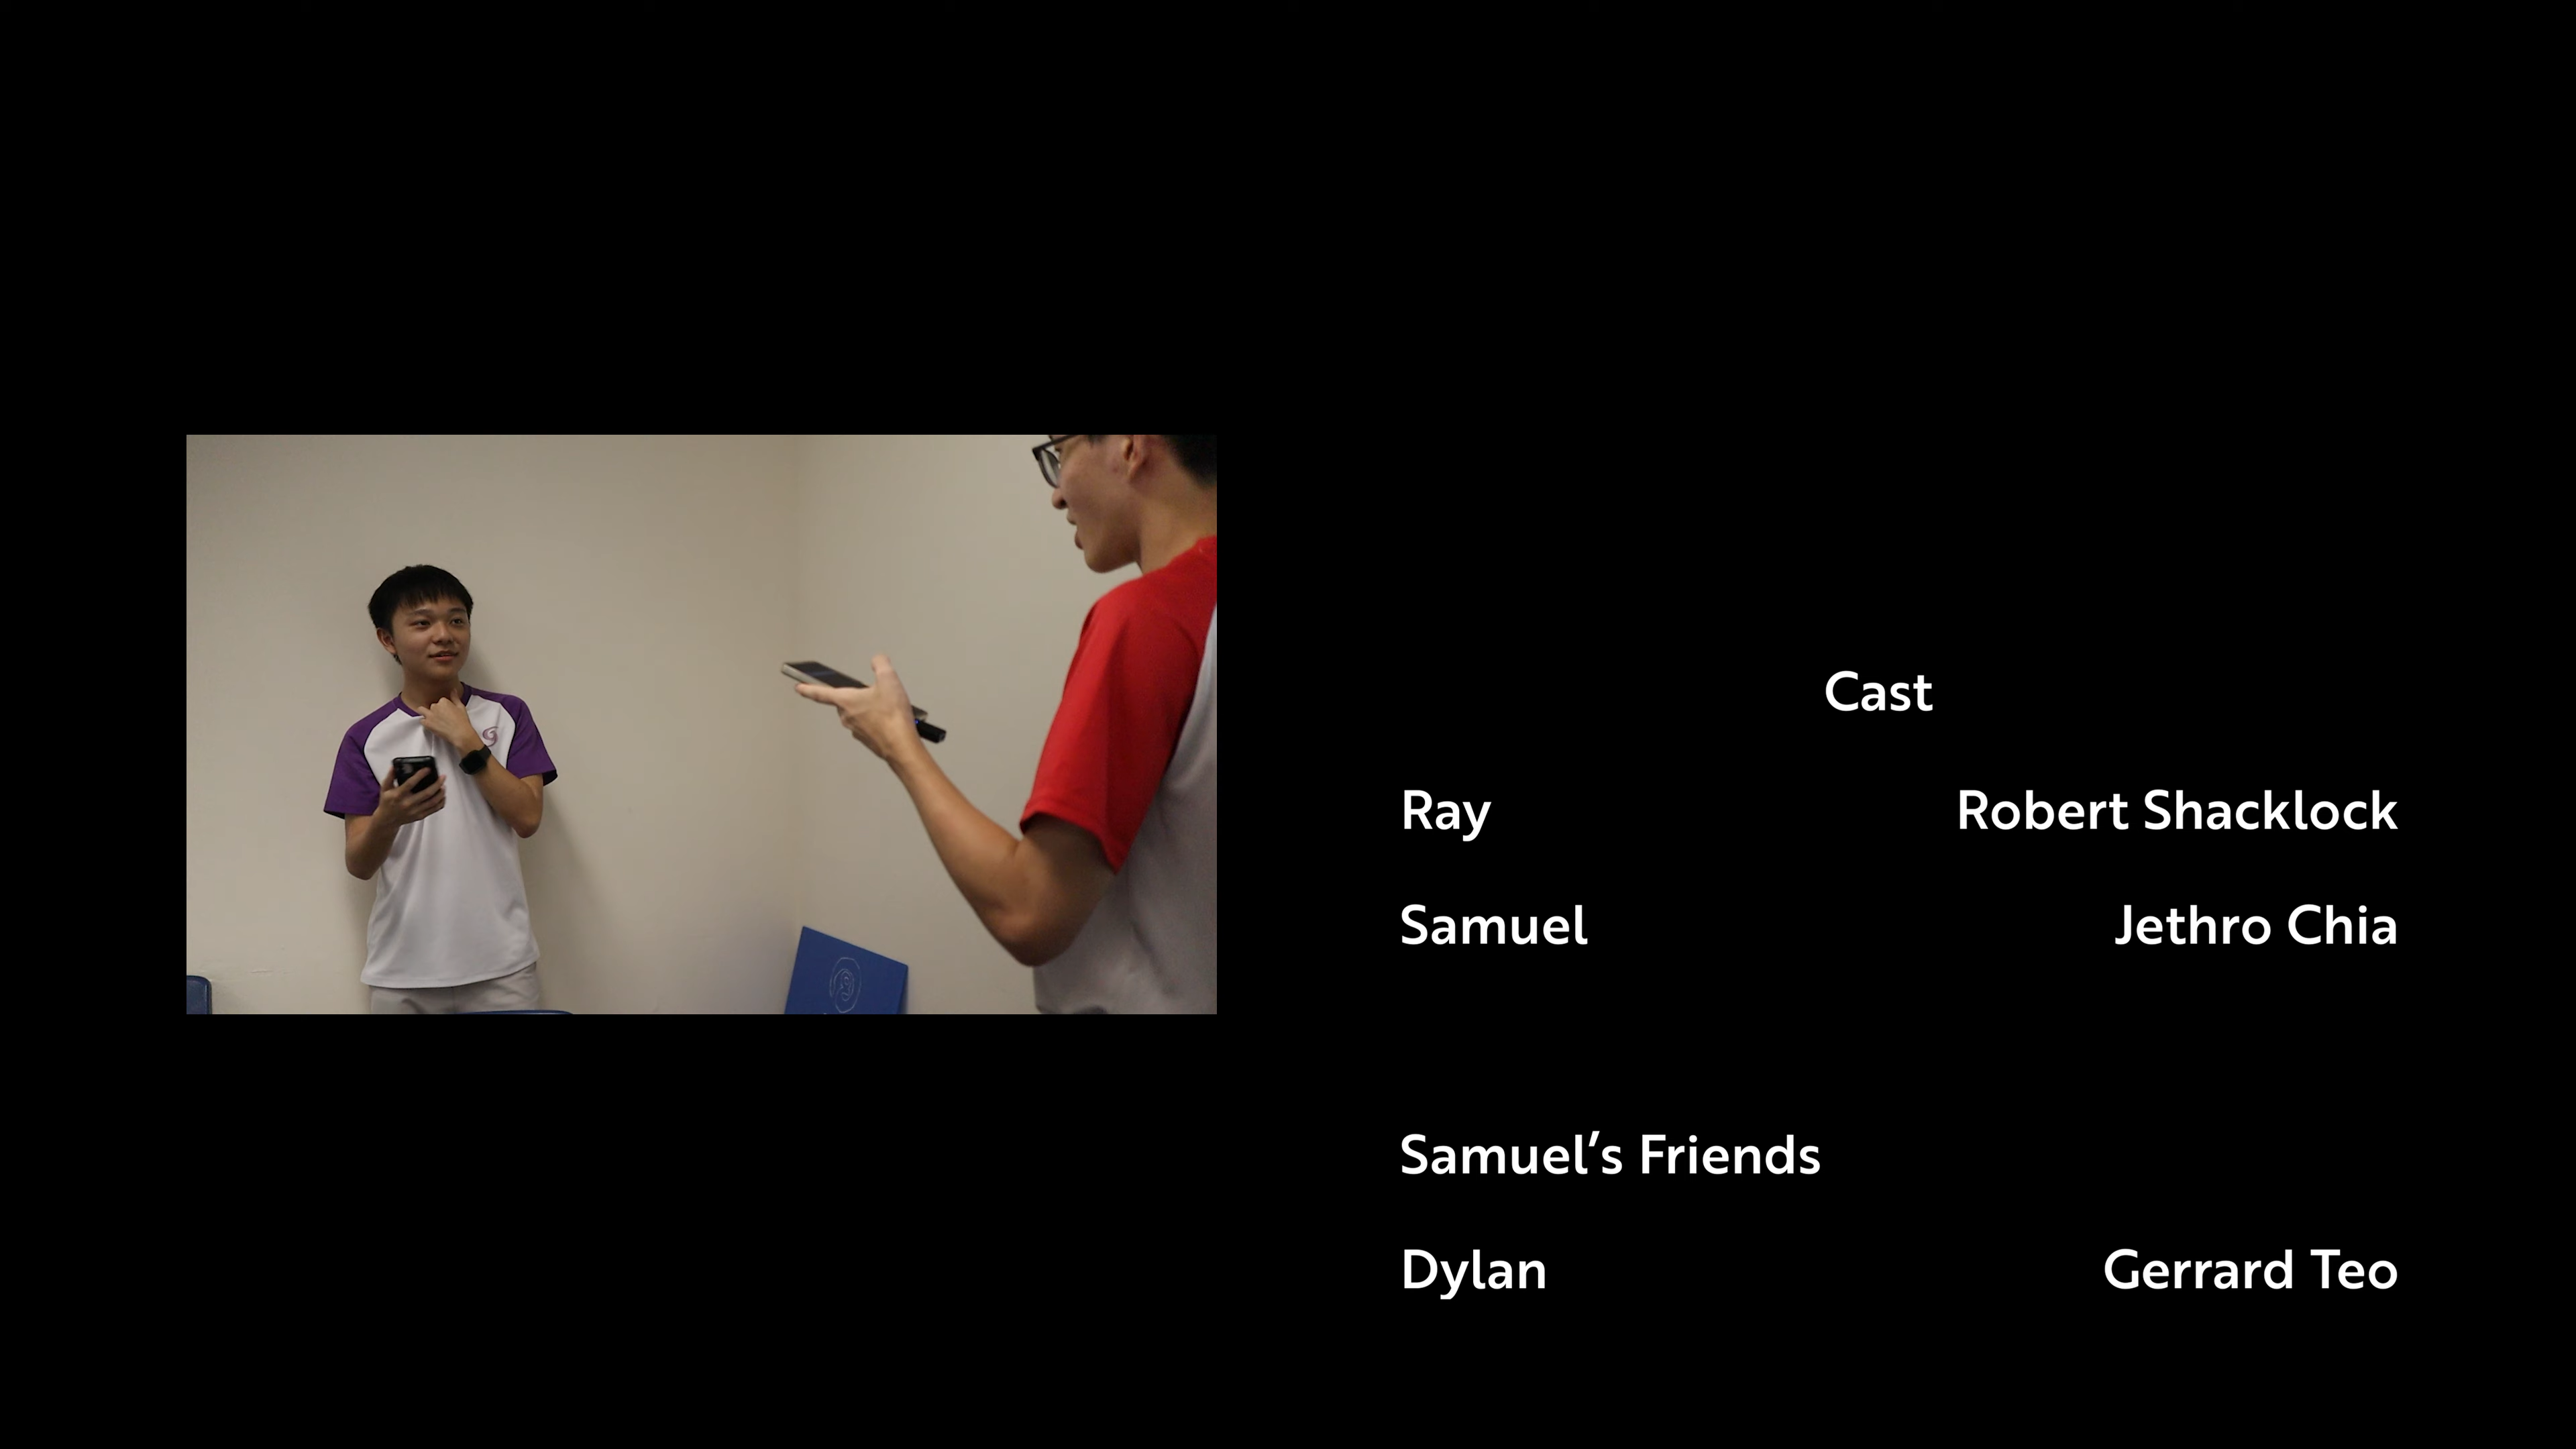 Cast
Ray Robert Shacklock
Samuel Jethro Chia
Samuel’s Friends
Dylan Gerrard Teo